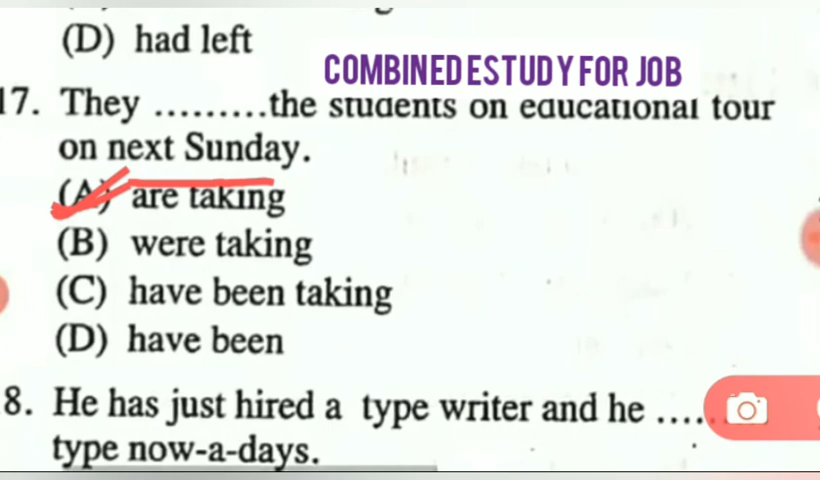 (D) had left
COMBINED ESTUDY FOR JOB
17. They .........the students on educational tour
on next Sunday.
(A) are taking
(B) were taking
(C) have been taking
(D) have been
8. He has just hired a type writer and he ....
type now-a-days.